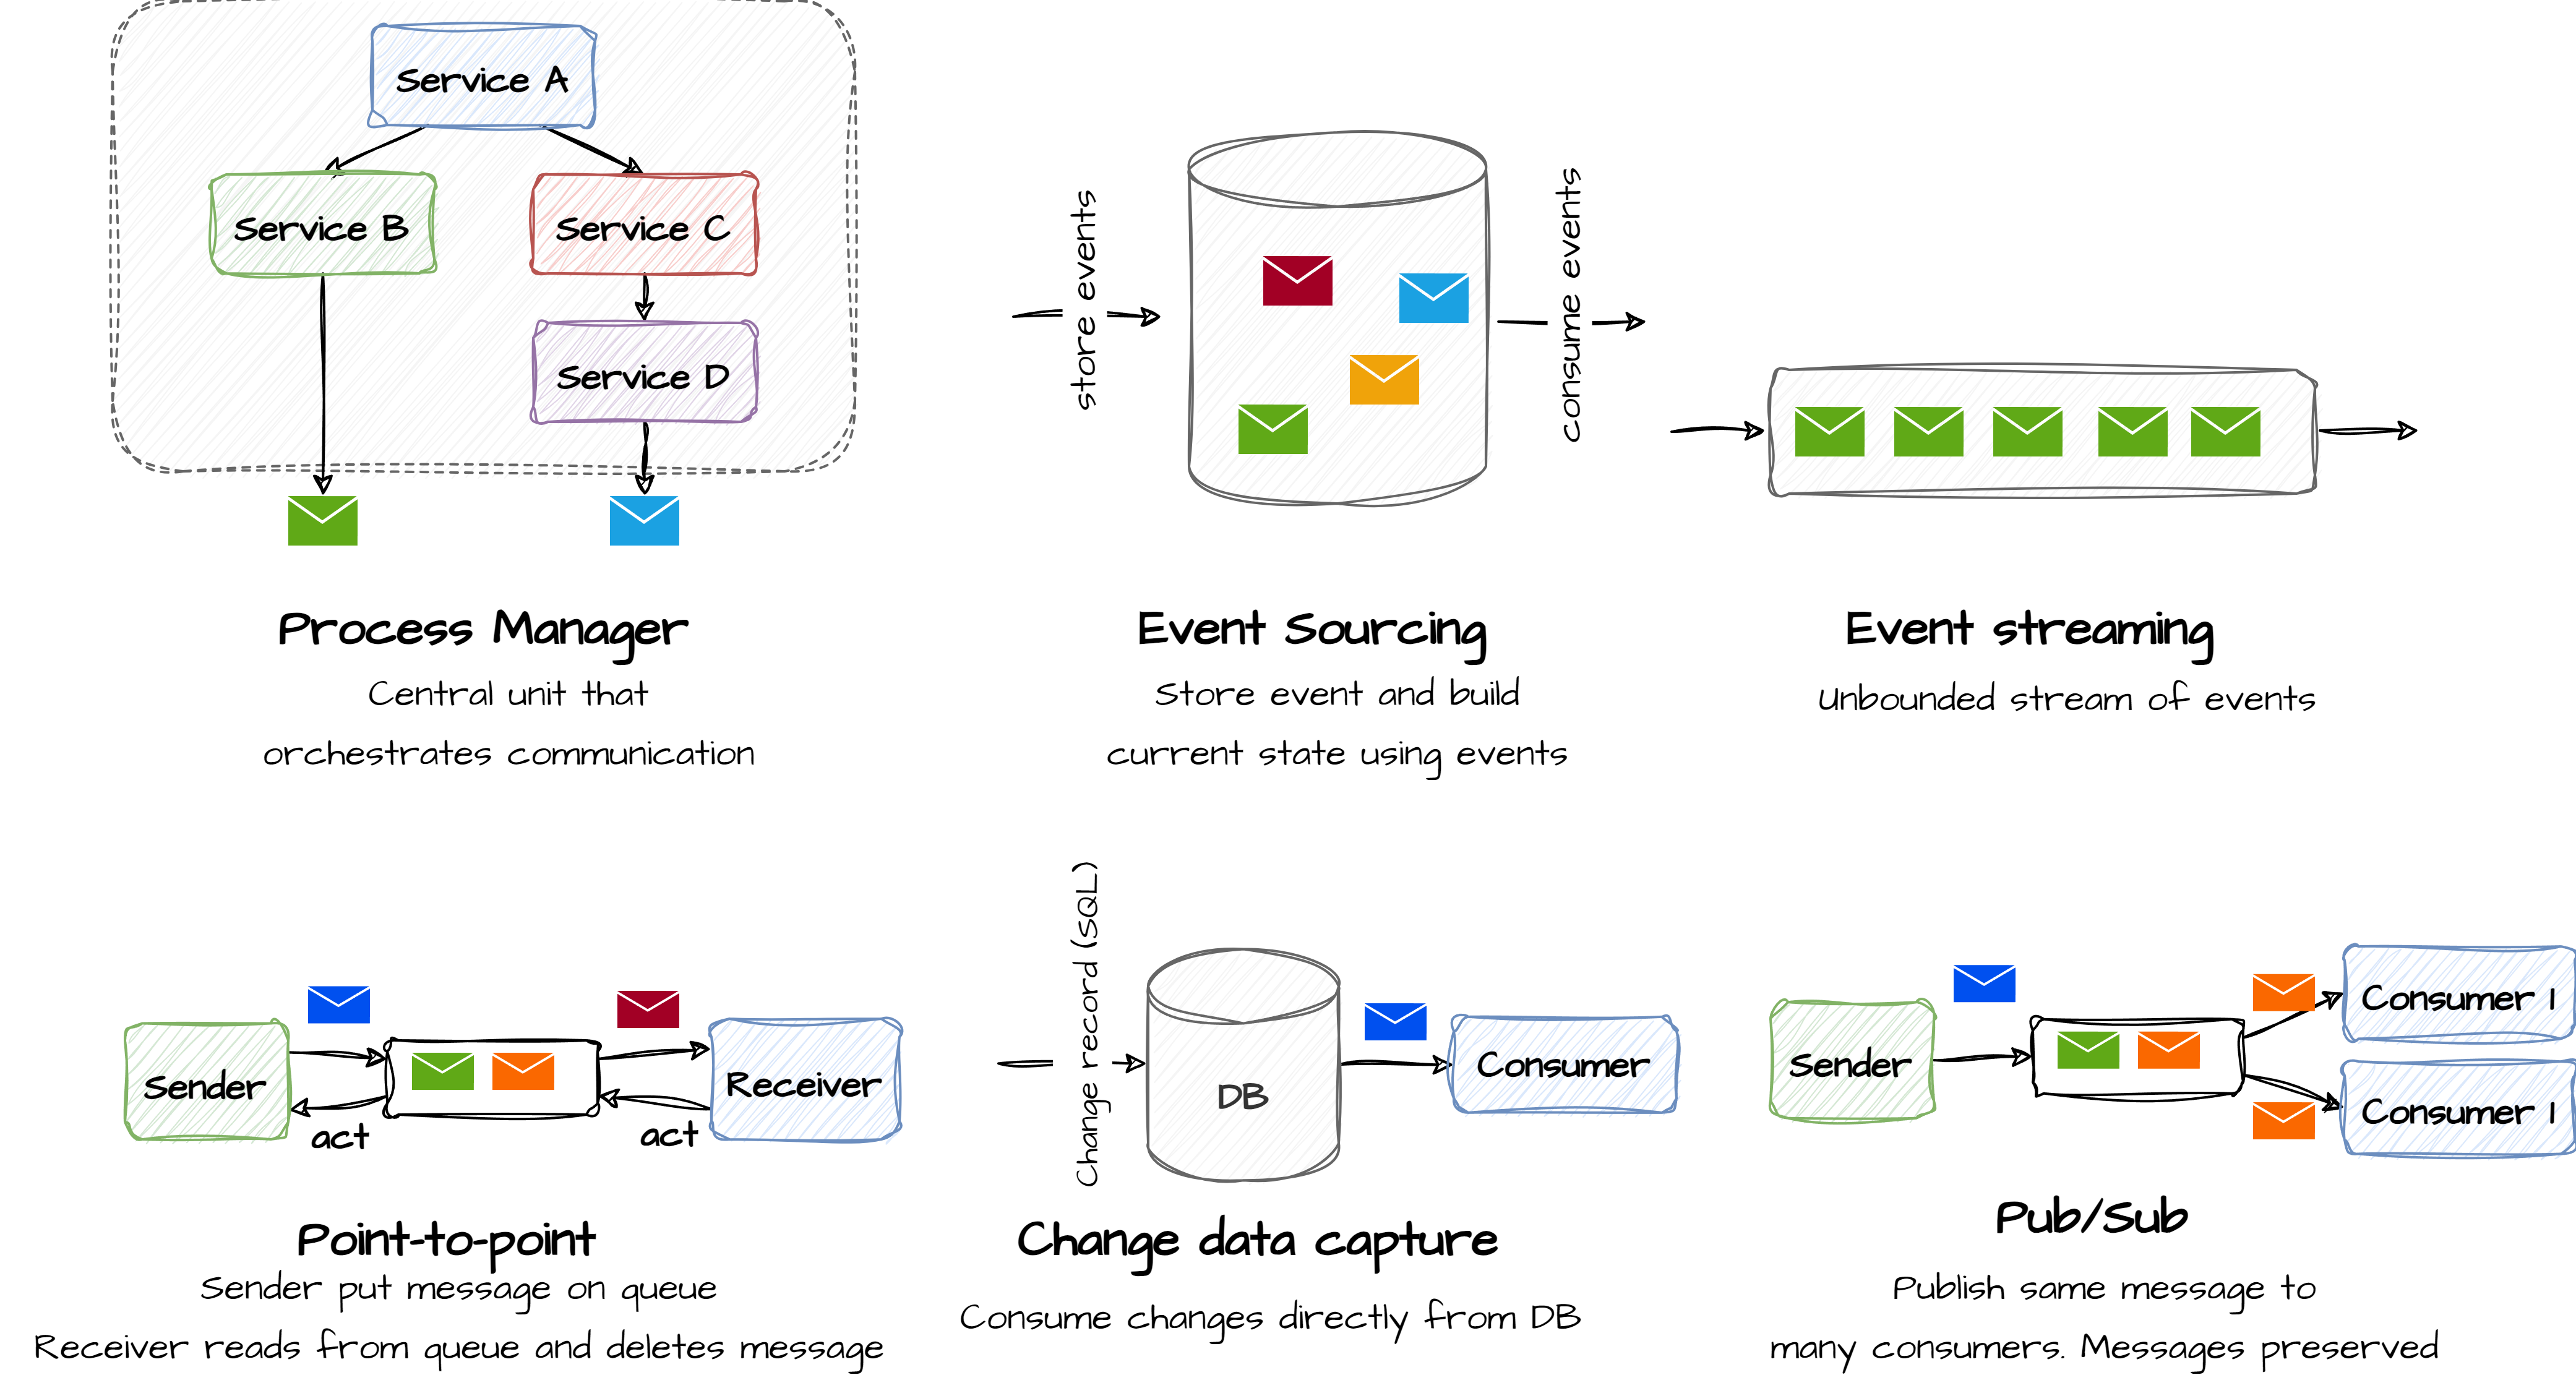 Service A
Service B
Service C
Service D
Process Manager
Central unit that
orchestrates communication
store events
consume events
Event Sourcing
Store event and build
current state using events
Event streaming
Unbounded stream of events
Sender
act
act
Receiver
Point-to-point
Sender put message on queue
Receiver reads from queue and deletes message
Change record (SQL)
DB
Consumer
Change data capture
Consume changes directly from DB
Sender
Consumer 1
Consumer 1
Pub/Sub
Publish same message to
many consumers. Messages preserved